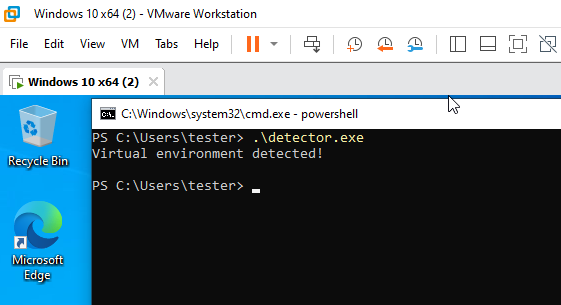 Windows 10 x64 (2) - VMware Workstation
File Edit View VM Tabs Help
Windows 10 x64 (2)
C:\Windows\system32\cmd.exe - powershell
PS C:\Users\tester> .\detector.exe
Virtual environment detected!
PS C:\Users\tester>
Recycle Bin
Microsoft
Edge